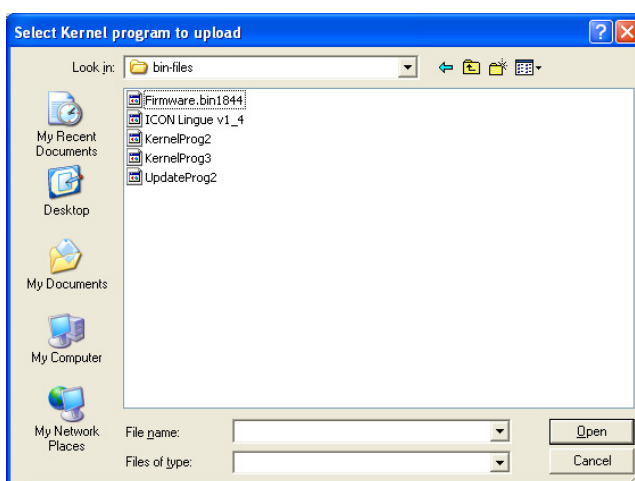 Select Kernel program to upload
Look in:
bin-files
Firmware.bin1844
ICON Lingue v1_4
KernelProg2
KernelProg3
UpdateProg2
My Recent
Documents
Desktop
My Documents
My Computer
My Network
Places
File name:
Open
Files of type:
Cancel